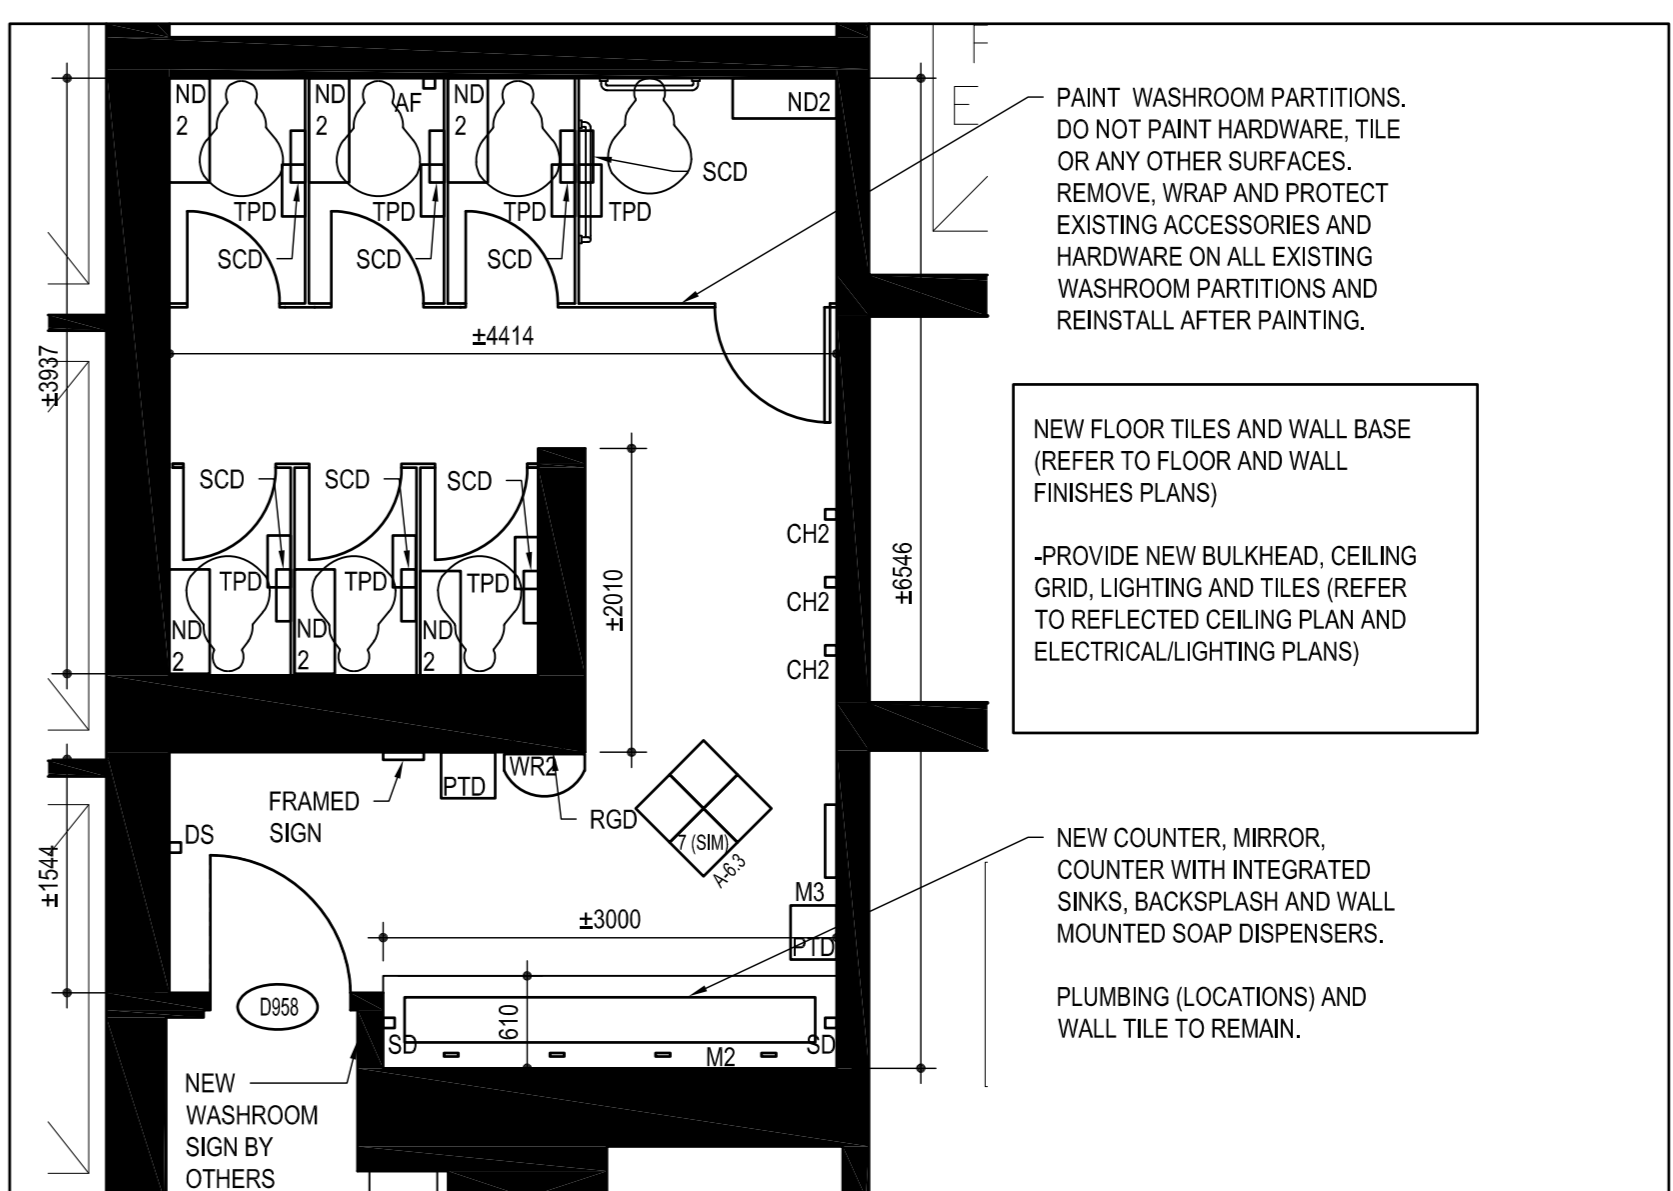 ND
2
ND
2
AF
ND
2
ND2
SCD
TPD
TPD
TPD
TPD
SCD
SCD
SCD
±4414
±3937
SCD
SCD
SCD
TPD
TPD
TPD
ND
2
ND
2
ND
2
±2010
CH2
CH2
CH2
±6546
FRAMED
SIGN
PTD
WR2
RGD
DS
7 (SIM)
A-6.3
±1544
M3
PTD
±3000
D958
610
SD
M2
SD
NEW
WASHROOM
SIGN BY
OTHERS
F
E
PAINT WASHROOM PARTITIONS.
DO NOT PAINT HARDWARE, TILE
OR ANY OTHER SURFACES.
REMOVE, WRAP AND PROTECT
EXISTING ACCESSORIES AND
HARDWARE ON ALL EXISTING
WASHROOM PARTITIONS AND
REINSTALL AFTER PAINTING.
NEW FLOOR TILES AND WALL BASE
(REFER TO FLOOR AND WALL
FINISHES PLANS)
-PROVIDE NEW BULKHEAD, CEILING
GRID, LIGHTING AND TILES (REFER
TO REFLECTED CEILING PLAN AND
ELECTRICAL/LIGHTING PLANS)
NEW COUNTER, MIRROR,
COUNTER WITH INTEGRATED
SINKS, BACKSPLASH AND WALL
MOUNTED SOAP DISPENSERS.
PLUMBING (LOCATIONS) AND
WALL TILE TO REMAIN.